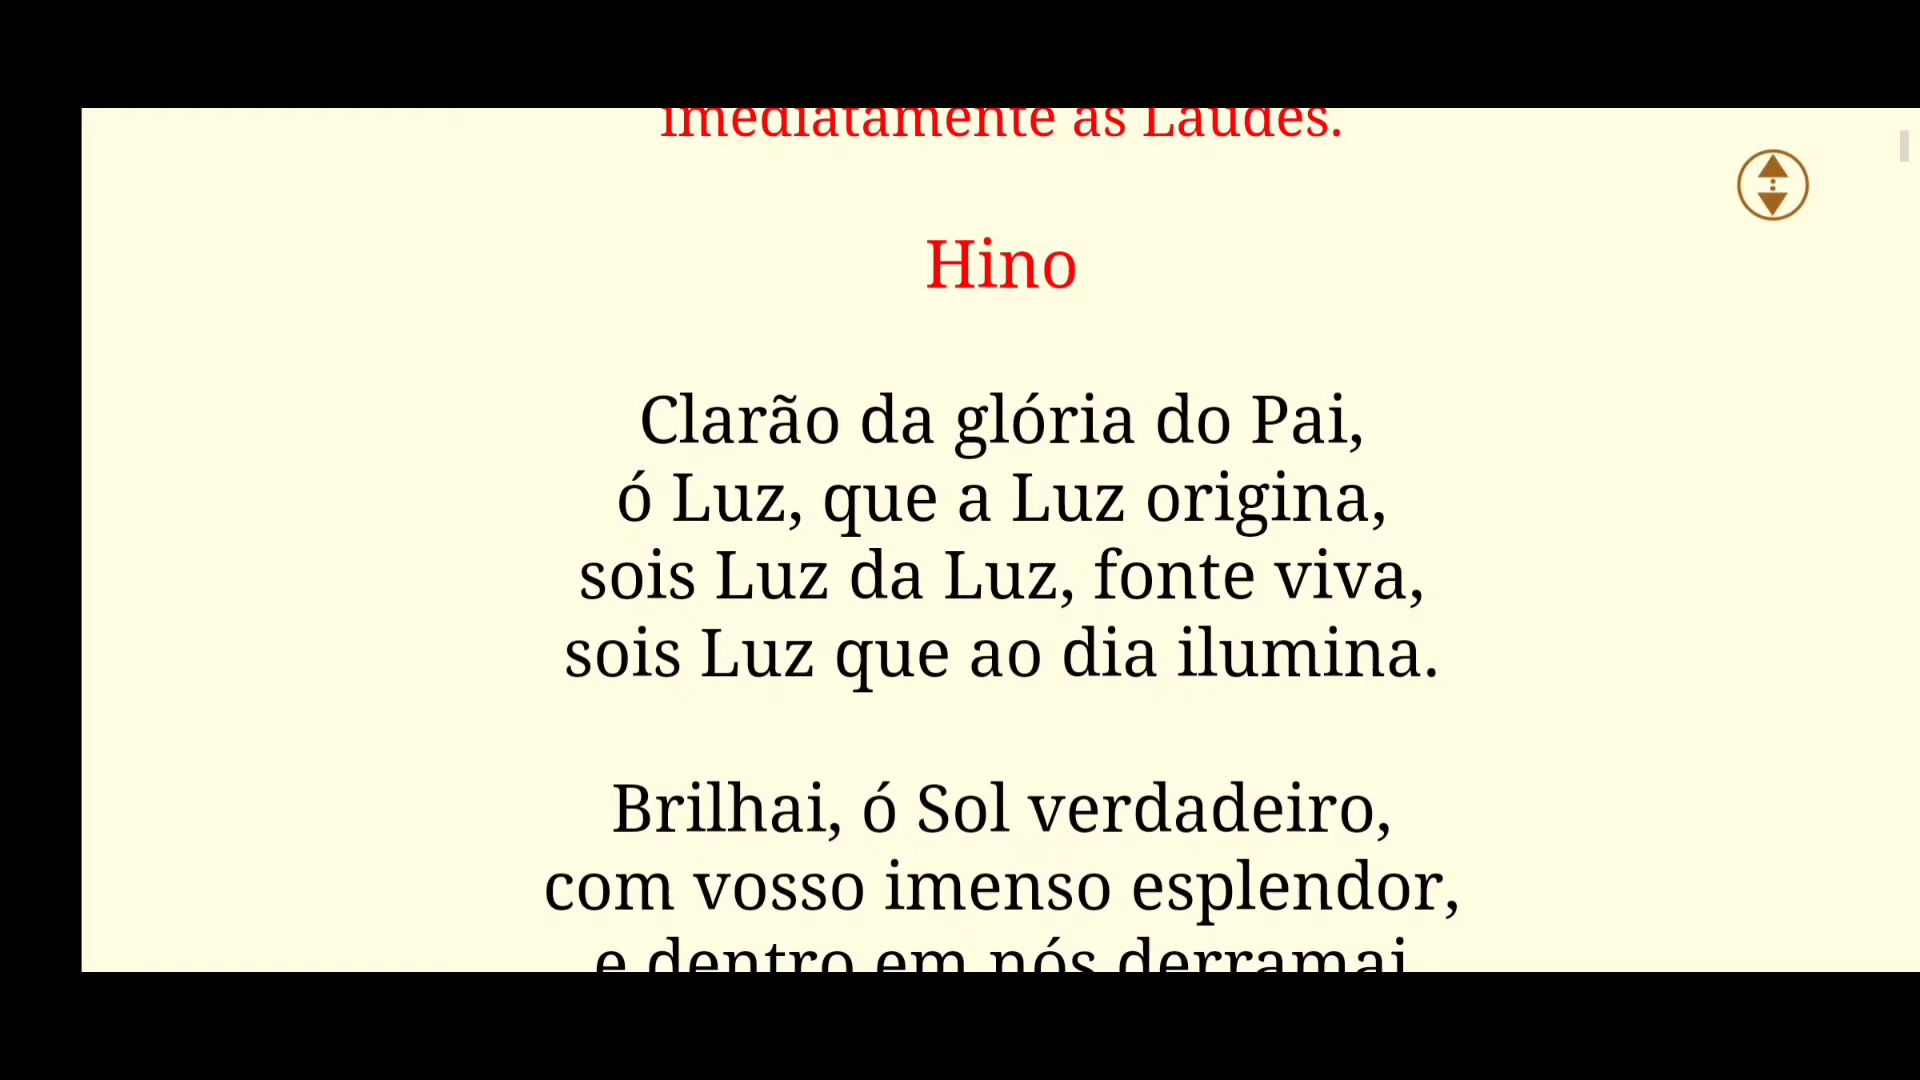 imediatamente as Laudes.
Hino
Clarão da glória do Pai,
ó Luz, que a Luz origina,
sois Luz da Luz, fonte viva,
sois Luz que ao dia ilumina.
Brilhai, ó Sol verdadeiro,
com vosso imenso esplendor,
e dentro em nós derramai